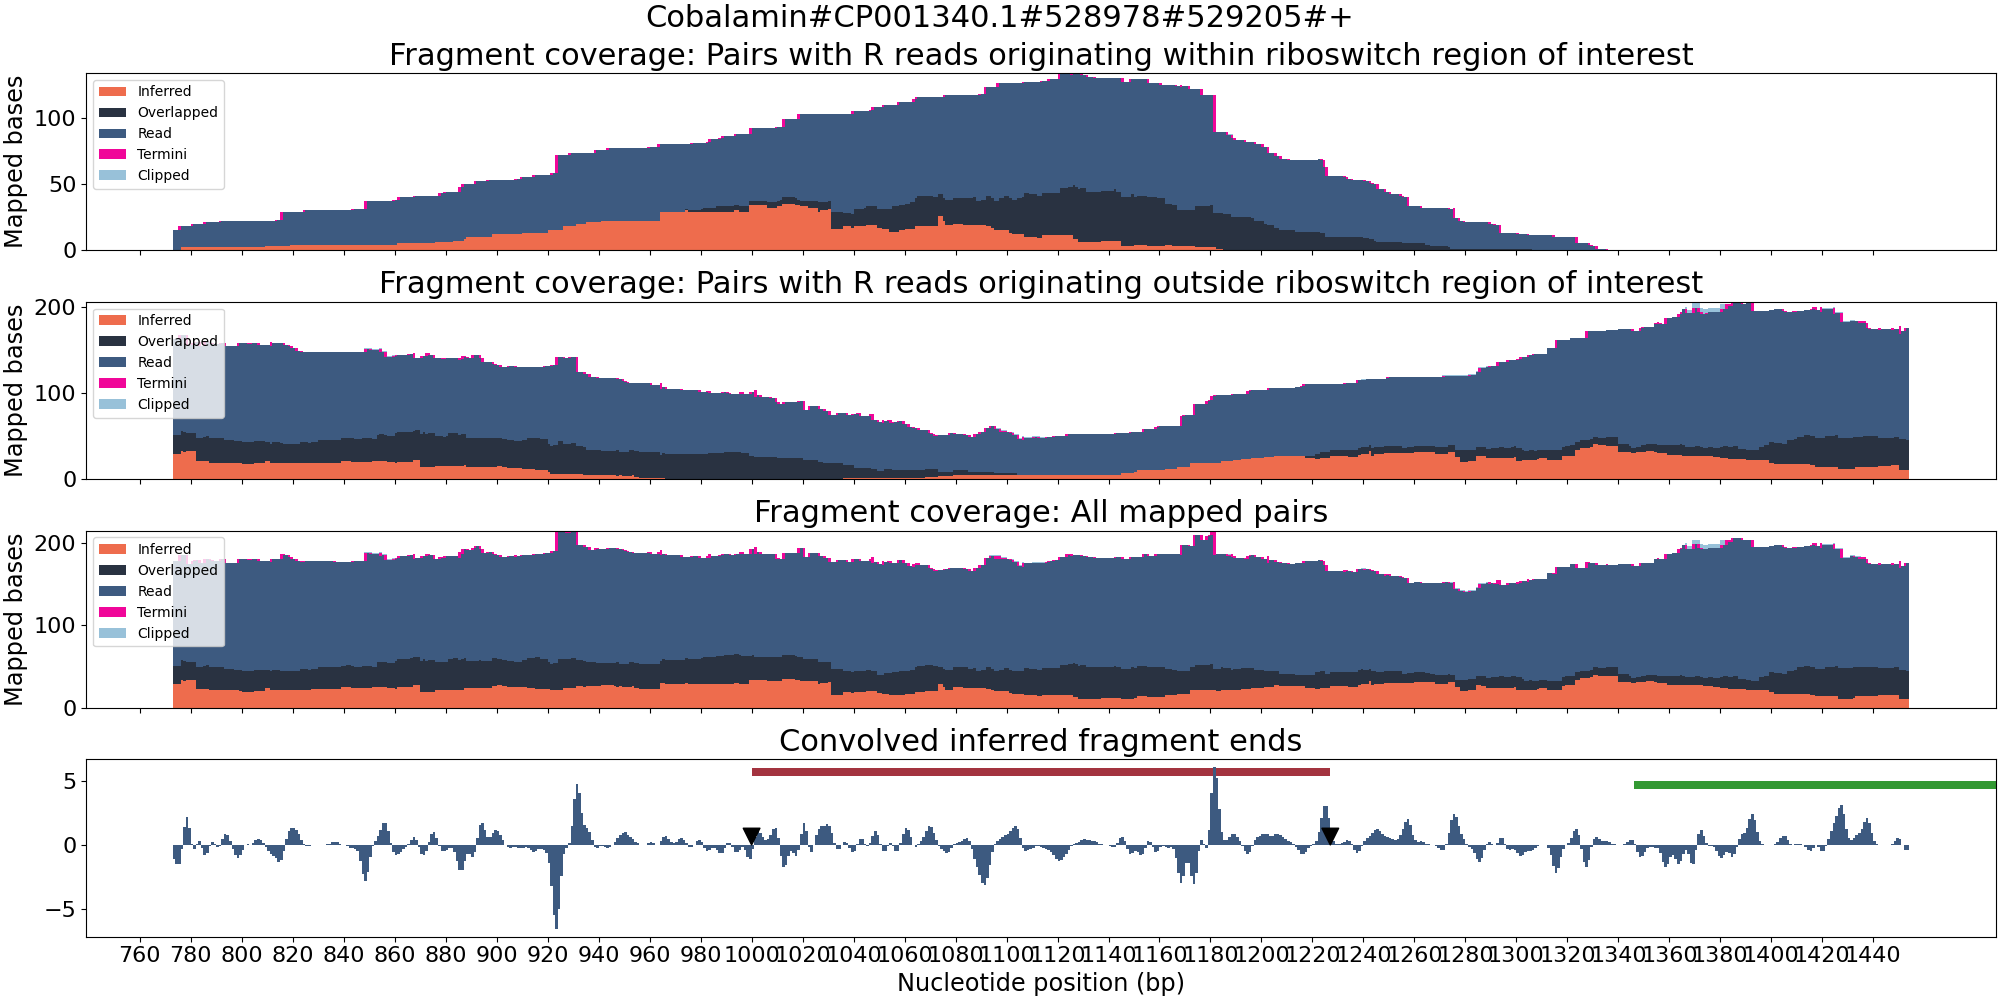 Cobalamin#CP001340.1#528978#529205#+
Fragment coverage: Pairs with R reads originating within riboswitch region of interest
Mapped bases
100
50
0
Inferred
Overlapped
Read
Termini
Clipped
Fragment coverage: Pairs with R reads originating outside riboswitch region of interest
Mapped bases
200
100
0
Inferred
Overlapped
Read
Termini
Clipped
Fragment coverage: All mapped pairs
Mapped bases
200
100
0
Inferred
Overlapped
Read
Termini
Clipped
Convolved inferred fragment ends
5
0
−5
760 780 800 820 840 860 880 900 920 940 960 980 1000 1020 1040 1060 1080 1100 1120 1140 1160 1180 1200 1220 1240 1260 1280 1300 1320 1340 1360 1380 1400 1420 1440
Nucleotide position (bp)